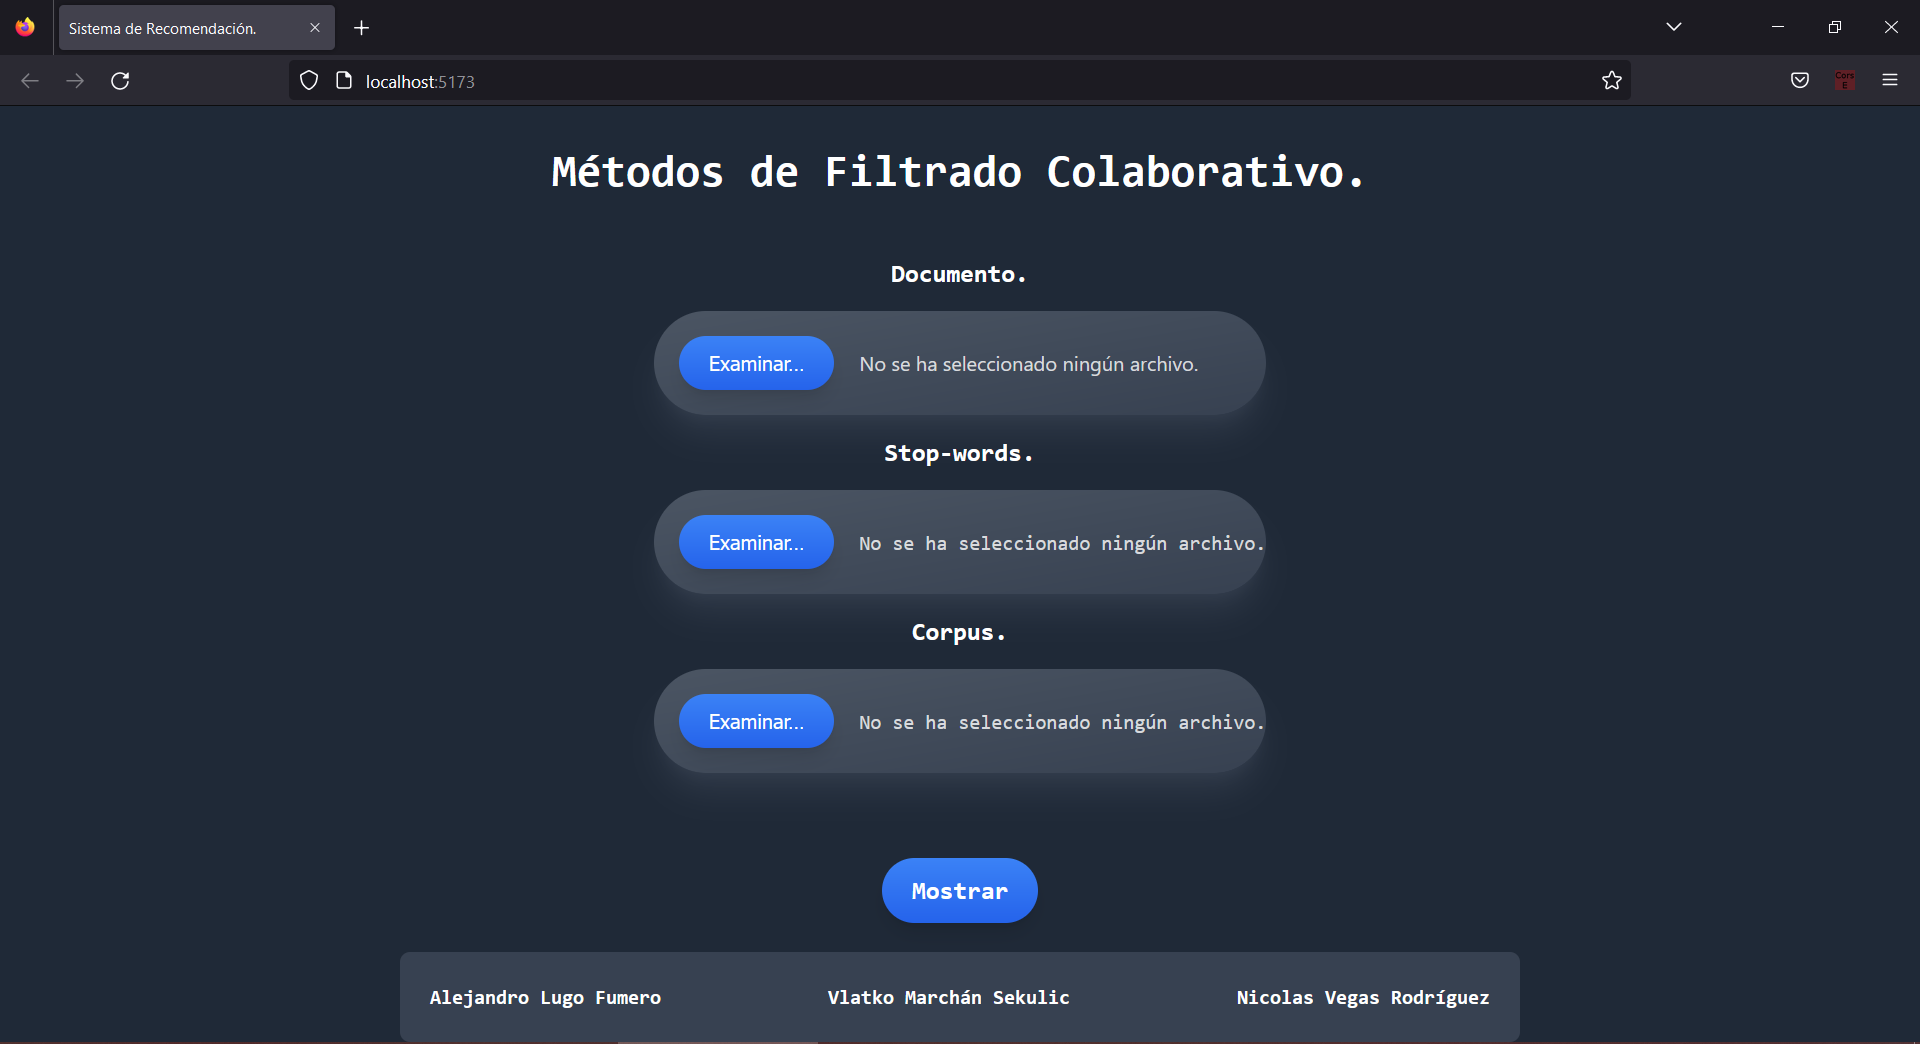 Sistema de Recomendación.
localhost:5173
Cors
E
Métodos de Filtrado Colaborativo.
Documento.
Examinar... No se ha seleccionado ningún archivo.
Stop-words.
Examinar... No se ha seleccionado ningún archivo.
Corpus.
Examinar... No se ha seleccionado ningún archivo.
Mostrar
Alejandro Lugo Fumero Vlatko Marchán Sekulic Nicolas Vegas Rodríguez